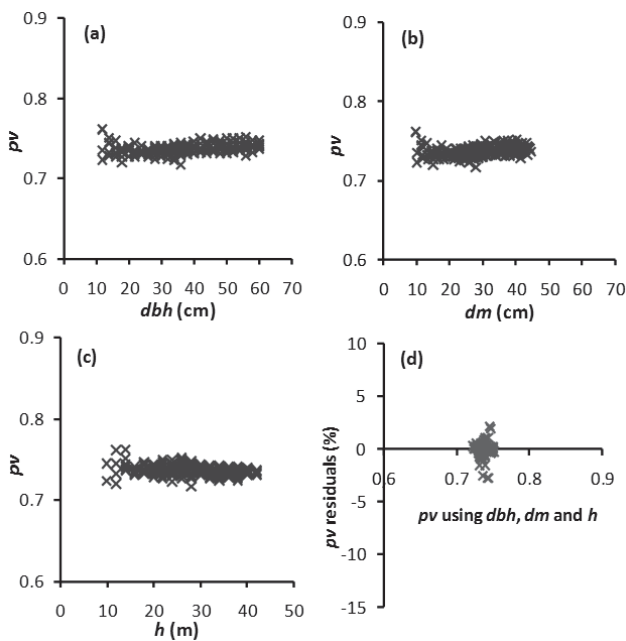 0.9
(a)
0.8
pv
0.7
0.6
0 10 20 30 40 50 60 70
dbh (cm)
0.9
(b)
0.8
pv
0.7
0.6
0 10 20 30 40 50
dm (cm)
0.9
(c)
0.8
pv
0.7
0.6
0 10 20 30 40 50
h (m)
10
(d)
5
pv residuals (%)
0
0.6 0.7 0.8 0.9
-5
pv using dbh, dm and h
-10
-15